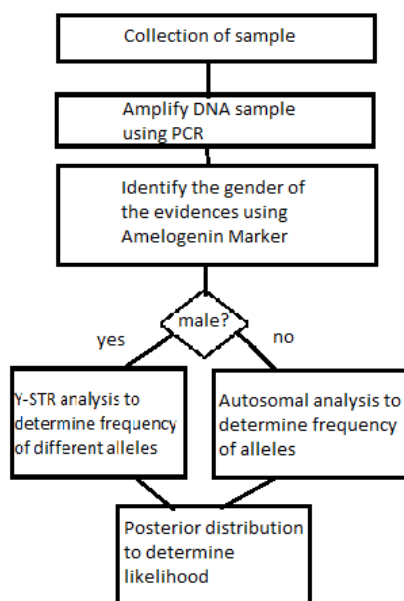 Collection of sample
Amplify DNA sample
using PCR
Identify the gender of
the evidences using
Amelogenin Marker
male?
yes
no
Y-STR analysis to
determine frequency
of different alleles
Autosomal analysis to
determine frequency
of alleles
Posterior distribution
to determine
likelihood